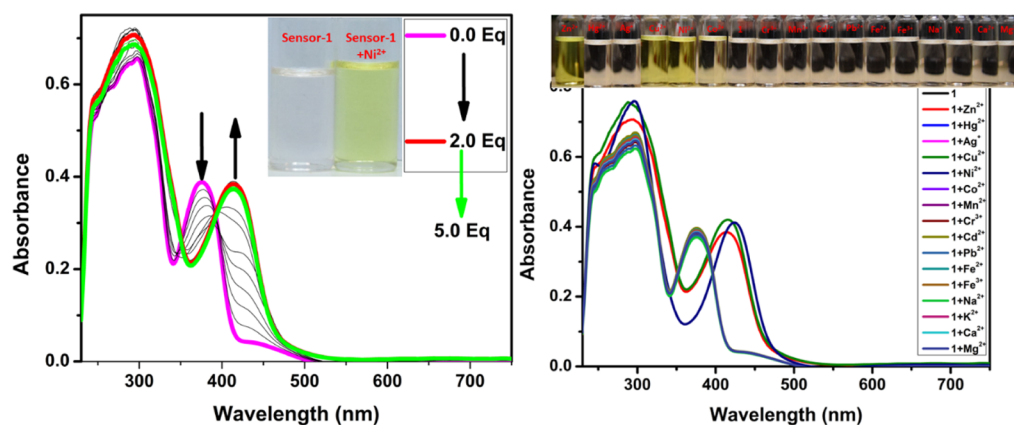 Sensor-1
Sensor-1
+Ni²⁺
0.0 Eq
2.0 Eq
5.0 Eq
Absorbance
0.6
0.4
0.2
0.0
300
400
500
600
700
Wavelength (nm)
Absorbance
0.6
0.4
0.2
0.0
300
400
500
600
700
Wavelength (nm)
1
1+Zn²⁺
1+Hg²⁺
1+Ag⁺
1+Cu²⁺
1+Ni²⁺
1+Co²⁺
1+Mn²⁺
1+Cr³⁺
1+Cd²⁺
1+Pb²⁺
1+Fe²⁺
1+Fe³⁺
1+Na²⁺
1+K²⁺
1+Ca²⁺
1+Mg²⁺